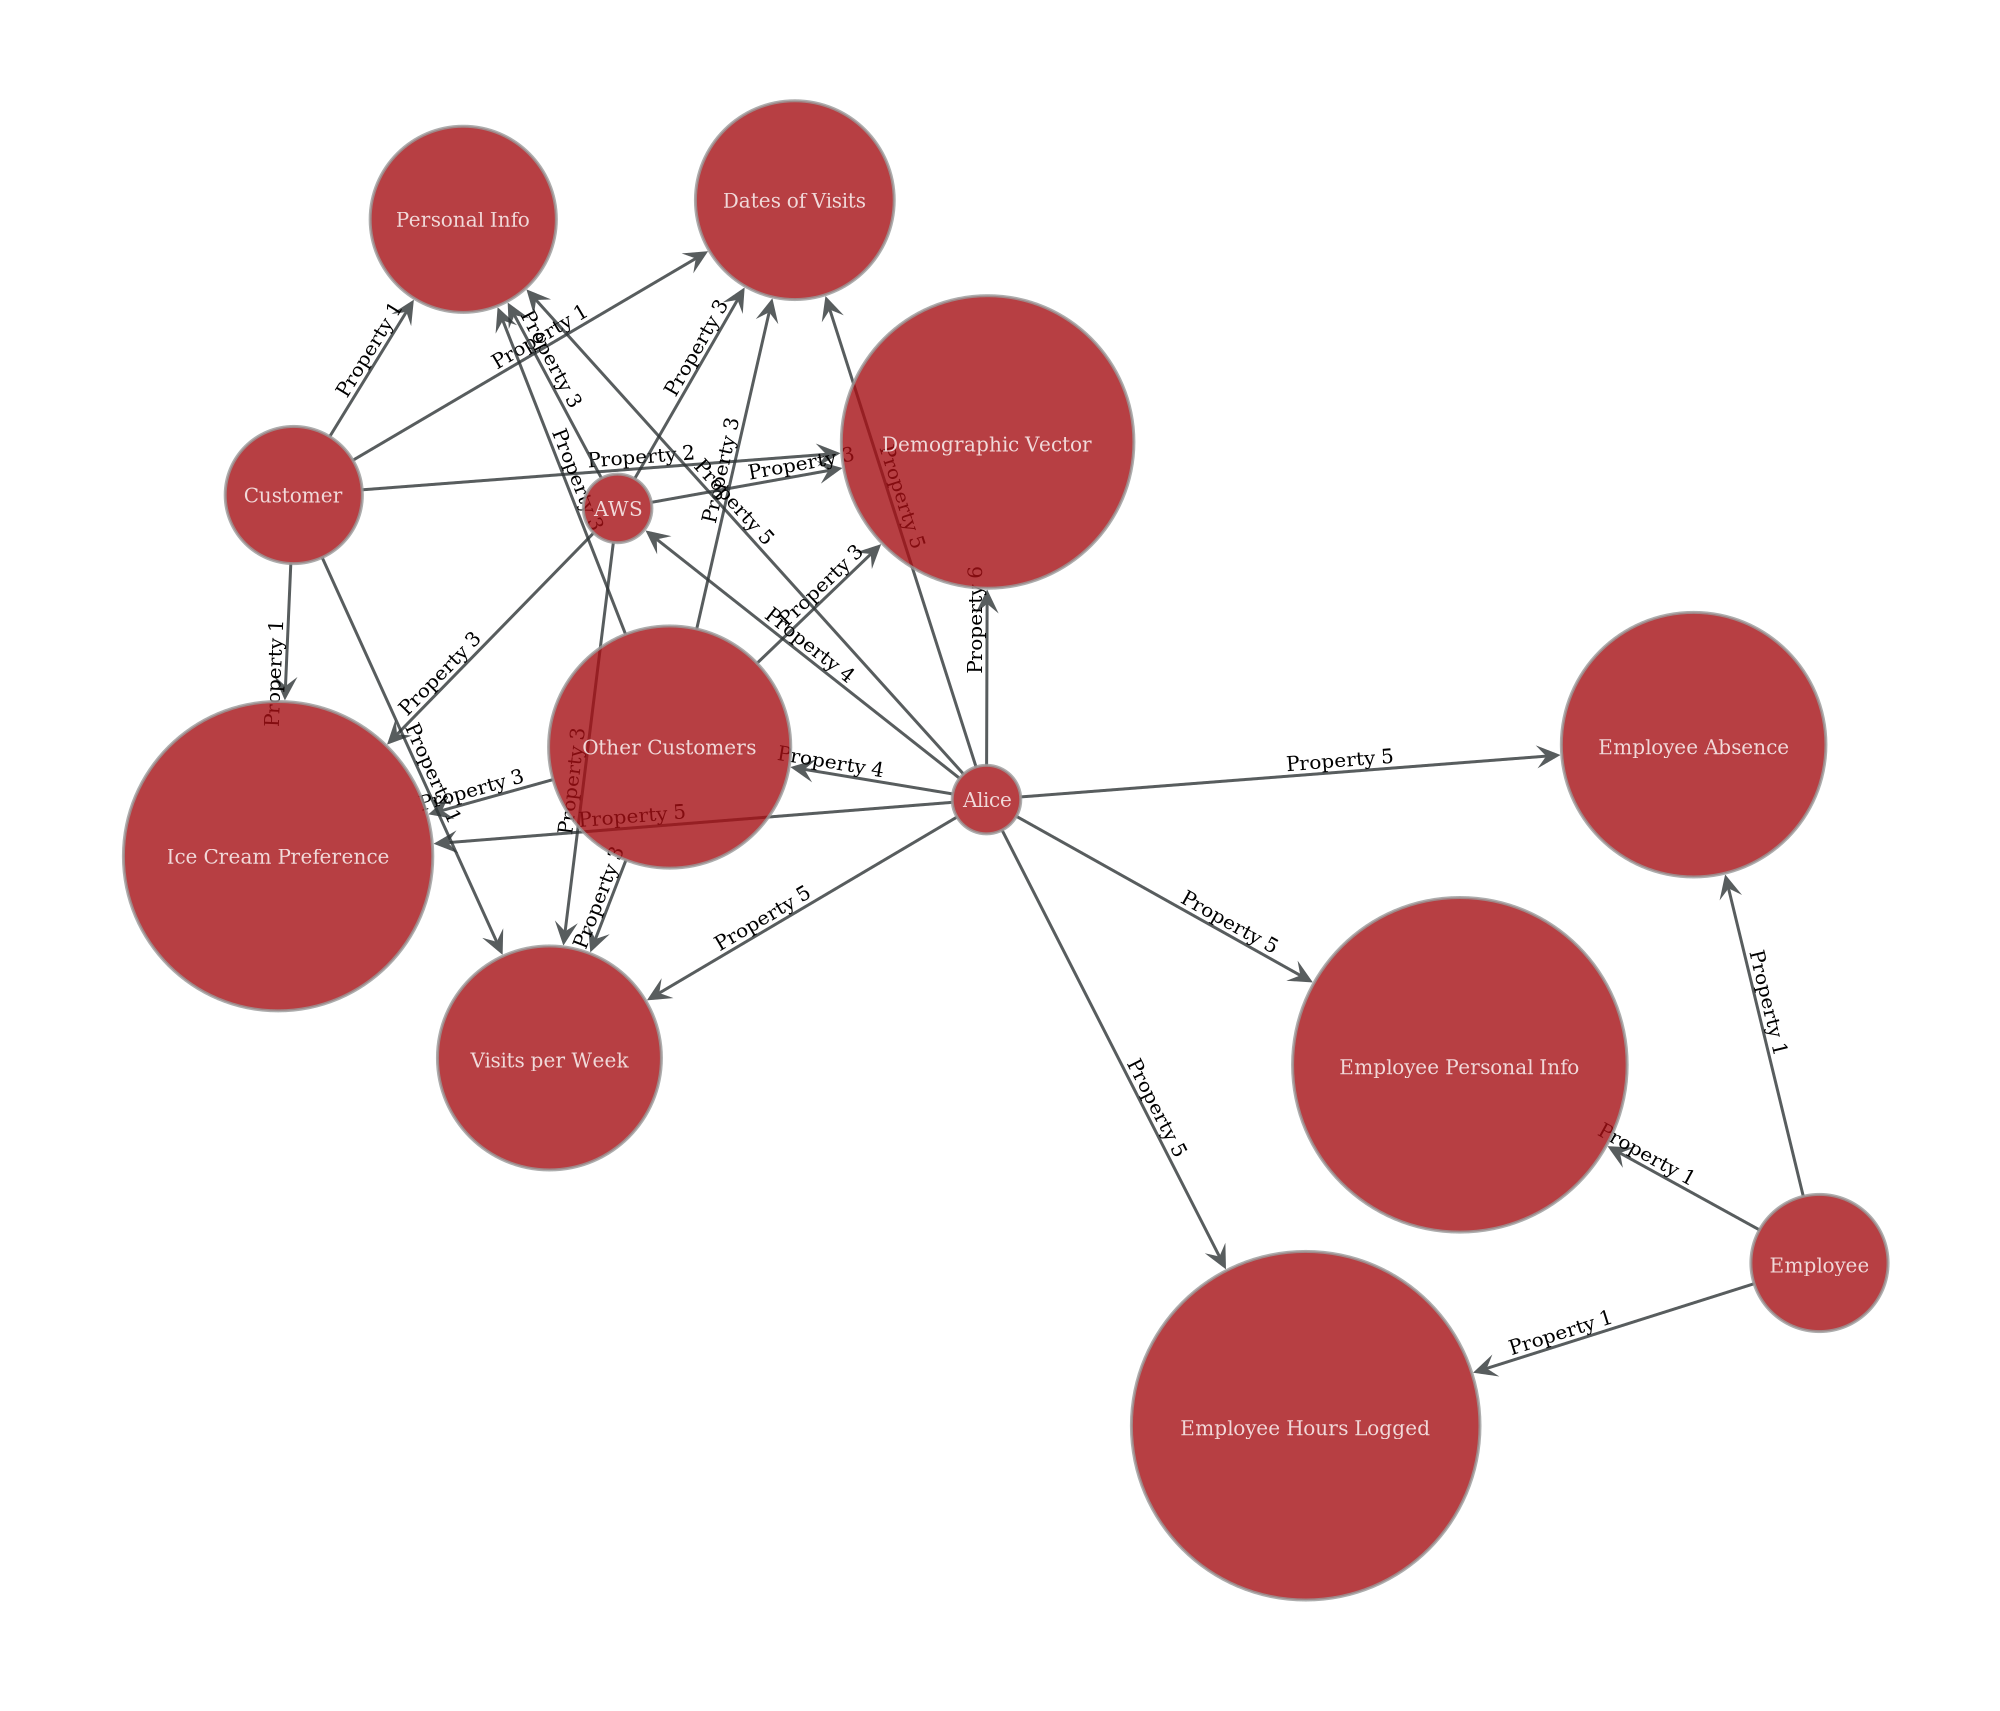 Dates of Visits
Personal Info
Property 1
Property 1
Property 3
Property 3
Demographic Vector
Property 2
Property 3
Property 3
Property 3
Property 5
Property 5
Customer
AWS
Property 3
Property 4
Property 6
Property 1
Property 3
Other Customers
Property 4
Property 5
Employee Absence
Property 3
Property 1
Property 3
Alice
Property 5
Ice Cream Preference
Property 3
Property 5
Property 5
Property 1
Visits per Week
Employee Personal Info
Property 5
Property 1
Employee
Property 1
Employee Hours Logged